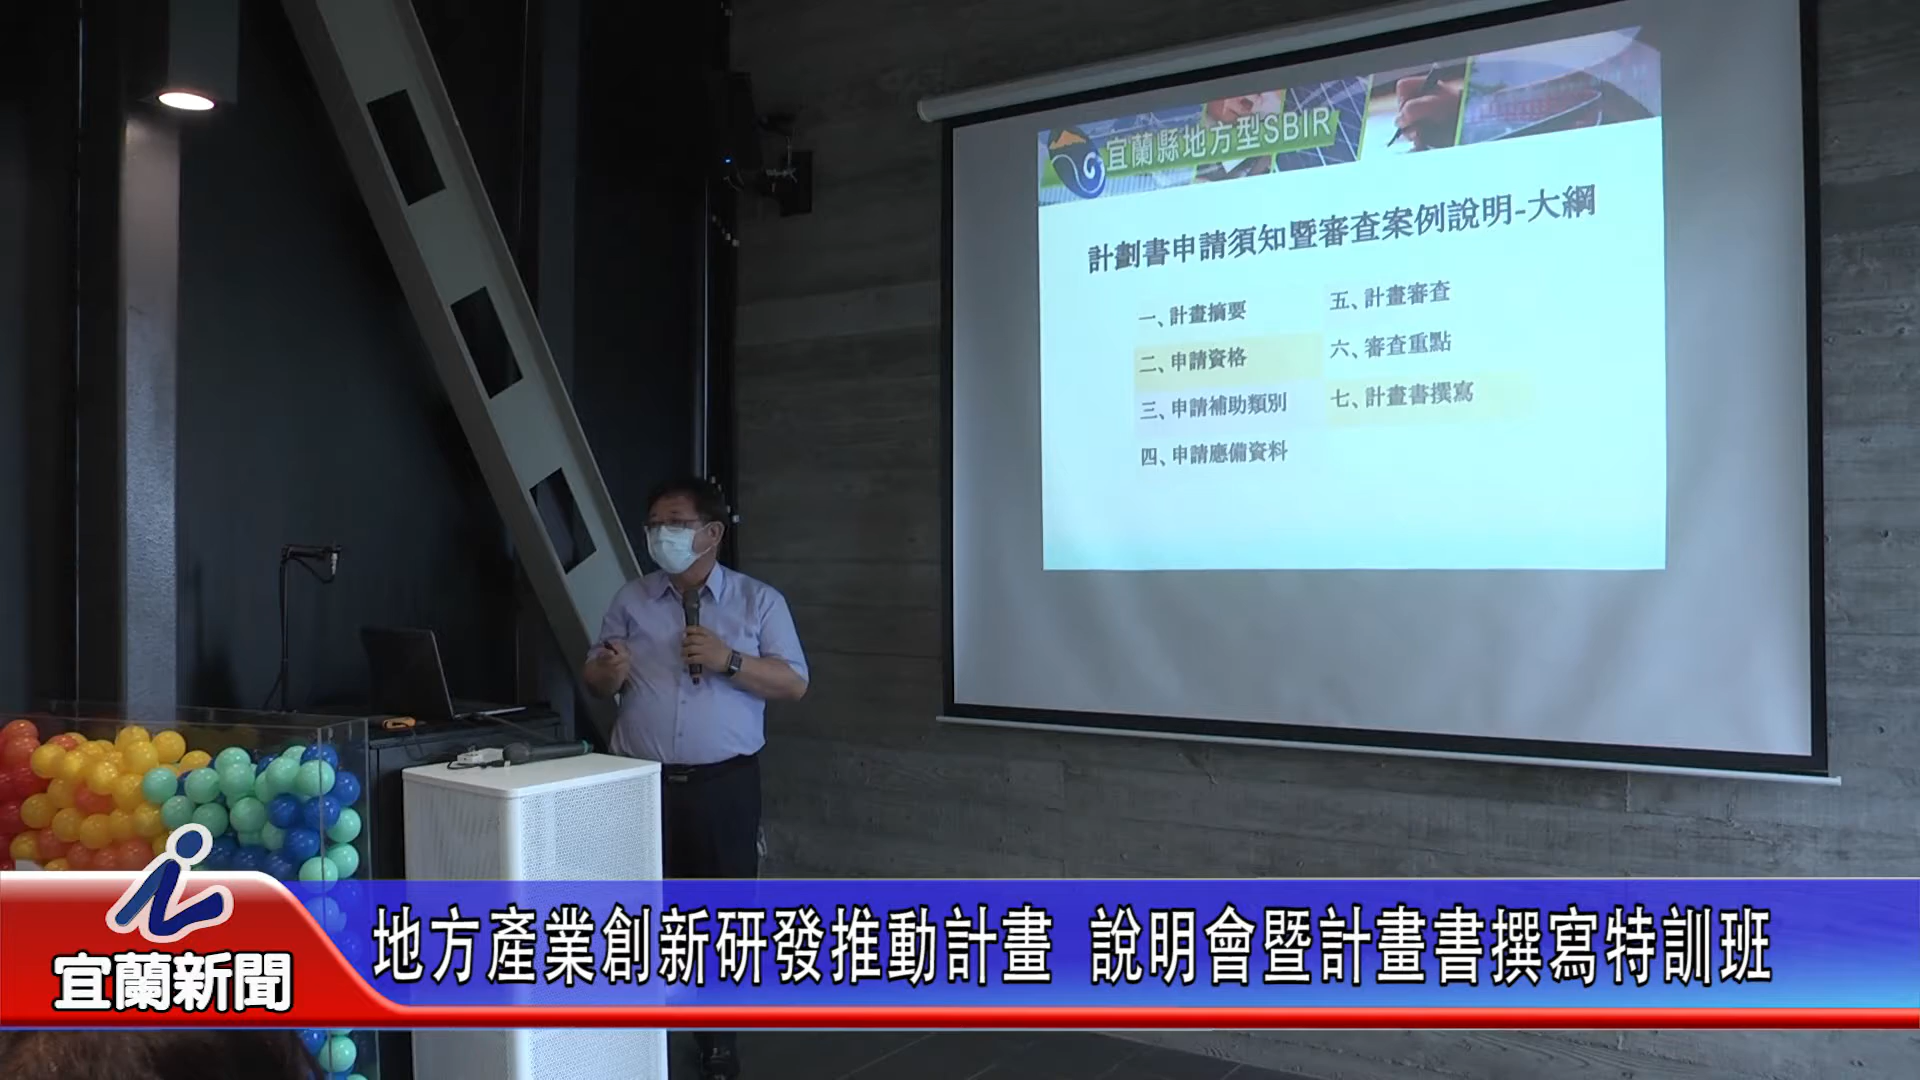 宜蘭縣地方型SBIR
計劃書申請須知暨審查案例說明-大綱
一、計畫摘要
二、申請資格
三、申請補助類別
四、申請應備資料
五、計畫審查
六、審查重點
七、計畫書撰寫
地方產業創新研發推動計畫 說明會暨計畫書撰寫特訓班
宜蘭新聞